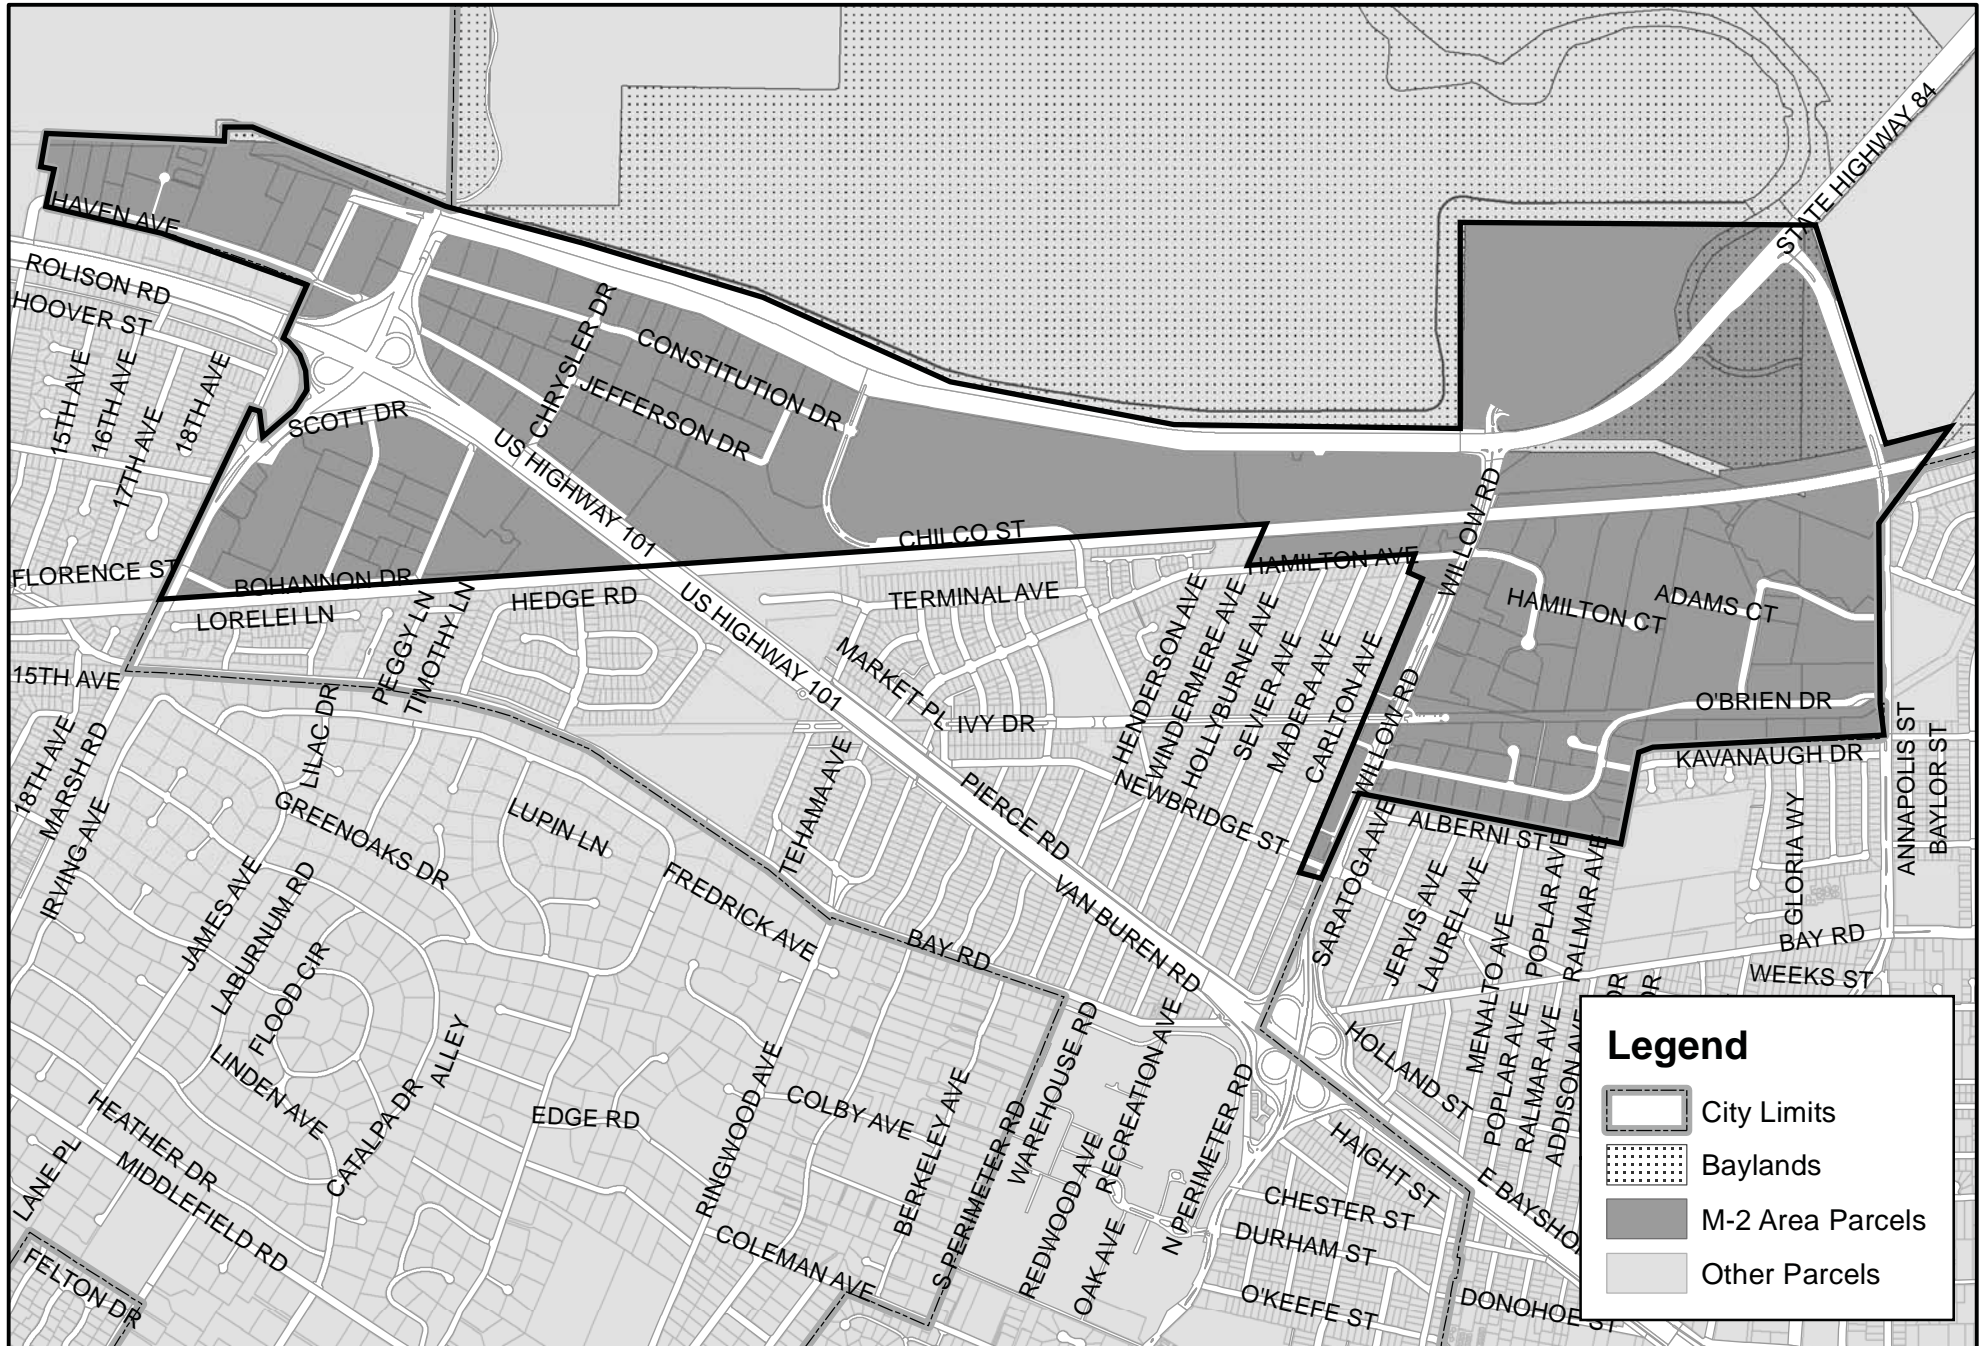 STATE HIGHWAY 84
HAVEN AVE
ROLISON RD
HOOVER ST
15TH AVE
16TH AVE
17TH AVE
18TH AVE
SCOTT DR
CHRYSLER DR
CONSTITUTION DR
JEFFERSON DR
US HIGHWAY 101
CHILCO ST
WILLOW RD
HAMILTON AVE
FLORENCE ST
BOHANNON DR
LORELEI LN
PEGGY LN
TIMOTHY LN
HEDGE RD
US HIGHWAY 101
TERMINAL AVE
MARKET PL
IVY DR
HENDERSON AVE
WINDERMERE AVE
HOLLYBURNE AVE
SEVIER AVE
MADERA AVE
CARLTON AVE
NEWBRIDGE ST
WILLOW RD
HAMILTON CT
ADAMS CT
O'BRIEN DR
KAVANAUGH DR
ANNAPOLIS ST
BAYLOR ST
15TH AVE
18TH AVE
MARSH RD
IRVING AVE
LILAC DR
GREENOAKS DR
LUPIN LN
TEHAMA AVE
FREDRICK AVE
BAY RD
PIERCE RD
VAN BUREN RD
SARATOGA AVE
ALBERNI ST
JERVIS AVE
LAUREL AVE
MENALTO AVE
POPLAR AVE
RALMAR AVE
GLORIA WY
BAY RD
WEEKS ST
JAMES AVE
LABURNUM RD
FLOOD CIR
LINDEN AVE
CATALPA DR
ALLEY
HEATHER DR
MIDDLEFIELD RD
LANE PL
FELTON DR
EDGE RD
RINGWOOD AVE
COLBY AVE
BERKELEY AVE
COLEMAN AVE
S PERIMETER RD
WAREHOUSE RD
RECREATION AVE
REDWOOD AVE
OAK AVE
N PERIMETER RD
HOLLAND ST
HAIGHT ST
CHESTER ST
DURHAM ST
O'KEEFE ST
POPLAR AVE
RALMAR AVE
ADDISON AVE
DR
DR
E BAYSHO
DONOHOE ST
Legend
City Limits
Baylands
M-2 Area Parcels
Other Parcels